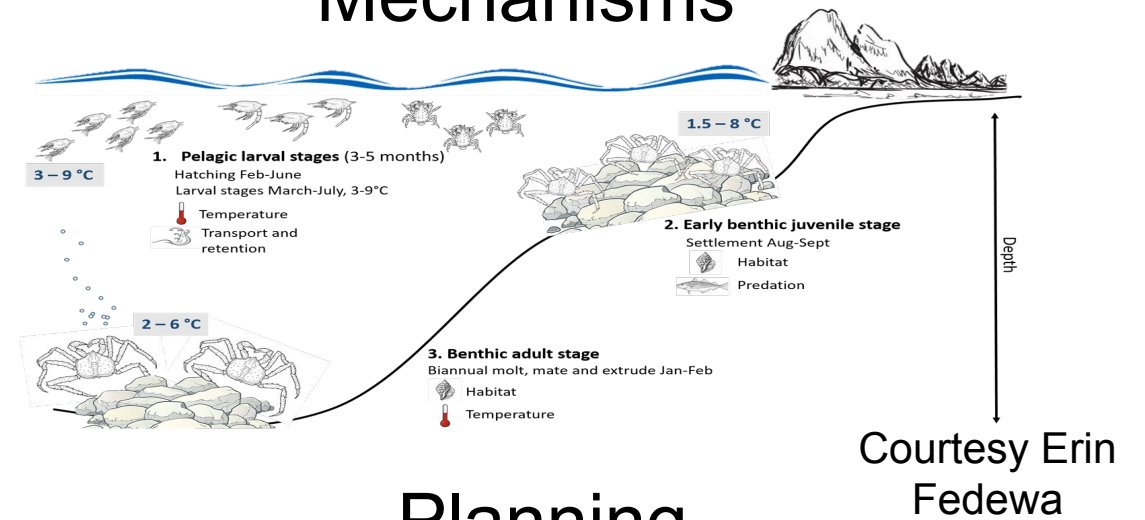 Mechanisms
1.5 – 8 °C
3 – 9 °C
1. Pelagic larval stages (3-5 months)
Hatching Feb-June
Larval stages March-July, 3-9°C
Temperature
Transport and
retention
2. Early benthic juvenile stage
Settlement Aug-Sept
Habitat
Predation
Depth
2 – 6 °C
3. Benthic adult stage
Biannual molt, mate and extrude Jan-Feb
Habitat
Temperature
Courtesy Erin
Fedewa
Planning